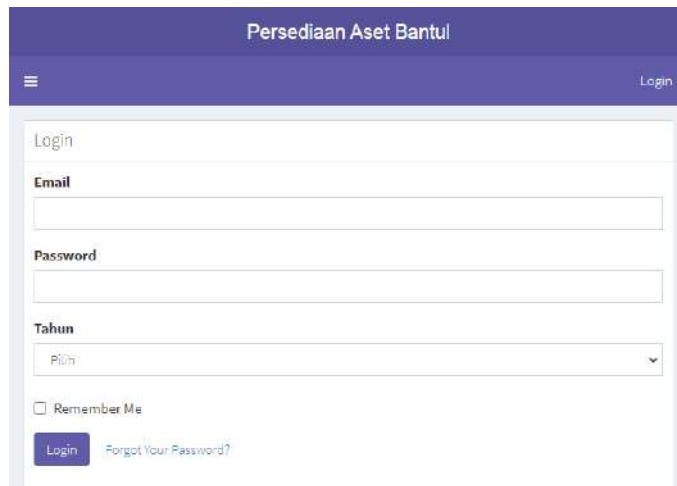 Persediaan Aset Bantul
Login
Login
Email
Password
Tahun
Pilih
Remember Me
Login Forgot Your Password?